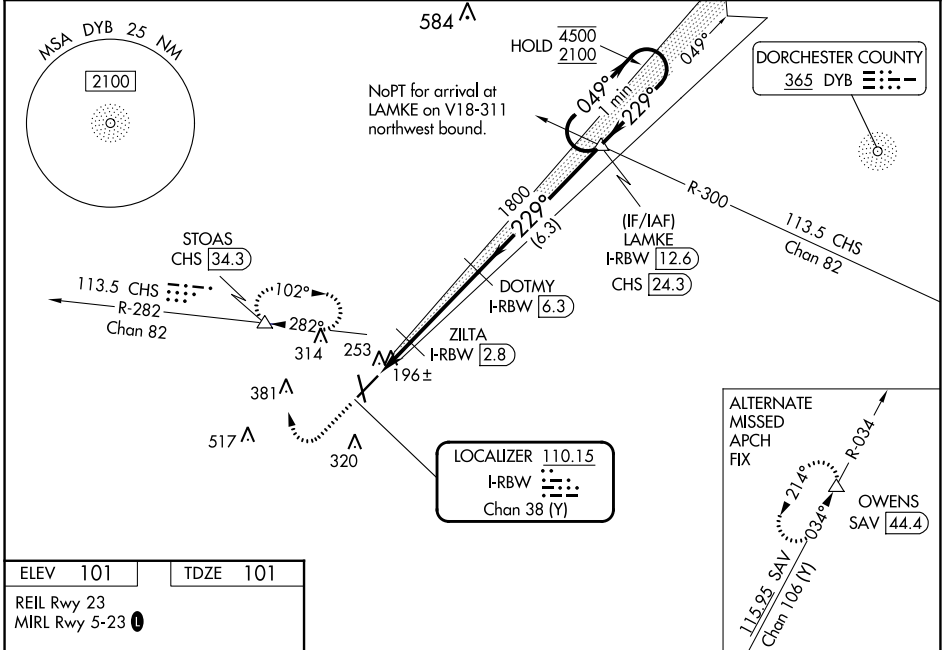 MSA DYB 25 NM
2100
584
HOLD 4500
2100
049°
1 min
229°
049°
DORCHESTER COUNTY
365 DYB
NoPT for arrival at
LAMKE on V18-311
northwest bound.
R-300
113.5 CHS
Chan 82
1800
229°
(6.3)
(IF/IAF)
LAMKE
I-RBW 12.6
CHS 24.3
STOAS
CHS 34.3
113.5 CHS
R-282
Chan 82
102°
282°
DOTMY
I-RBW 6.3
ZILTA
I-RBW 2.8
314
253
196±
381
517
320
LOCALIZER 110.15
I-RBW
Chan 38 (Y)
ALTERNATE
MISSED
APCH
FIX
R-034
214°
034°
OWENS
SAV 44.4
115.95 SAV
Chan 106 (Y)
ELEV 101
TDZE 101
REIL Rwy 23
MIRL Rwy 5-23 L